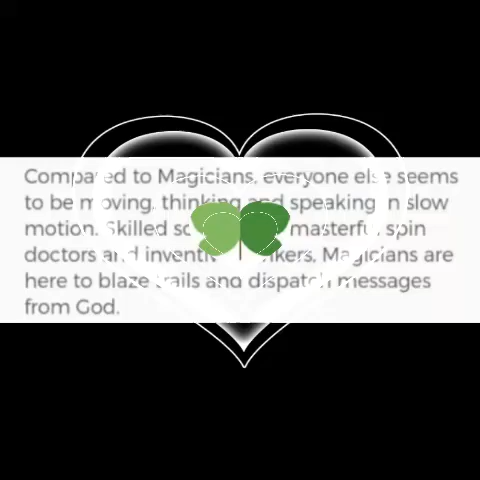 Compared to Magicians, everyone else seems
to be moving, thinking and speaking in slow
motion. Skilled masterful spin
doctors and inventive Magicians are
here to blaze trails and dispatch messages
from God.